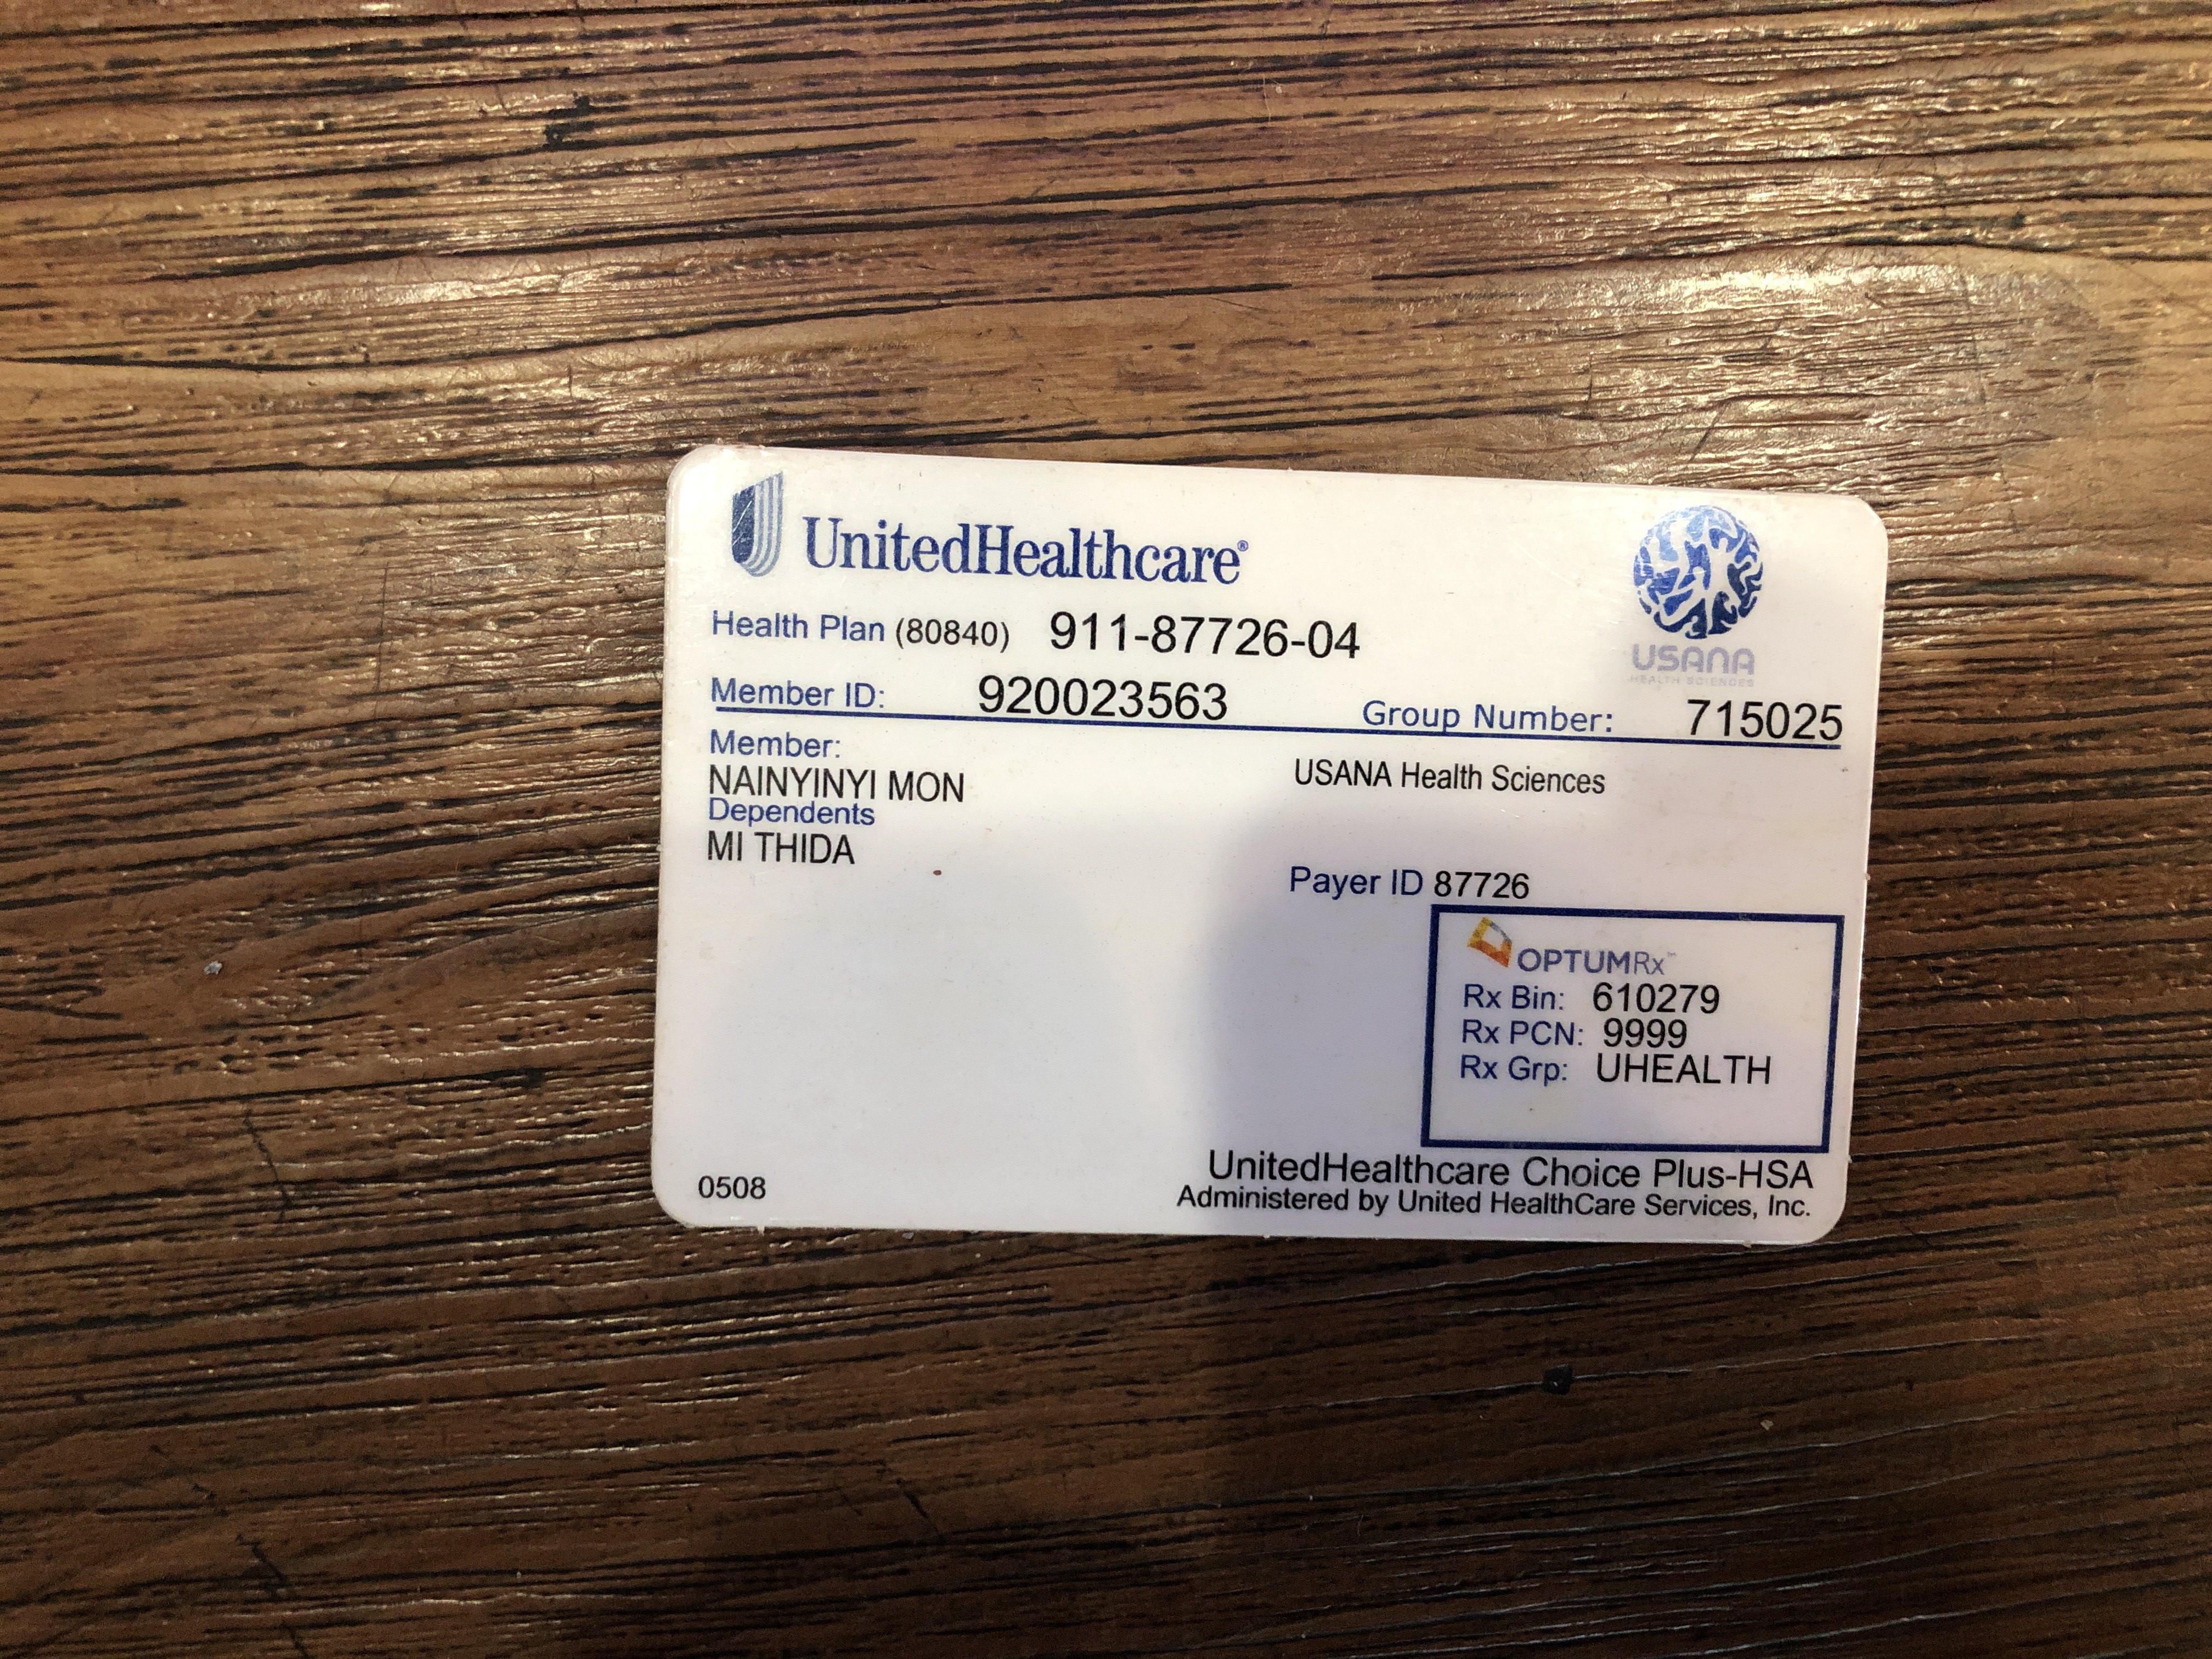 UnitedHealthcare®
USANA
HEALTH SCIENCES
Health Plan (80840) 911-87726-04
Member ID: 920023563 Group Number: 715025
Member:
NAINYINYI MON
Dependents
MI THIDA
USANA Health Sciences
Payer ID 87726
OPTUMRx™
Rx Bin: 610279
Rx PCN: 9999
Rx Grp: UHEALTH
0508
UnitedHealthcare Choice Plus-HSA
Administered by United HealthCare Services, Inc.